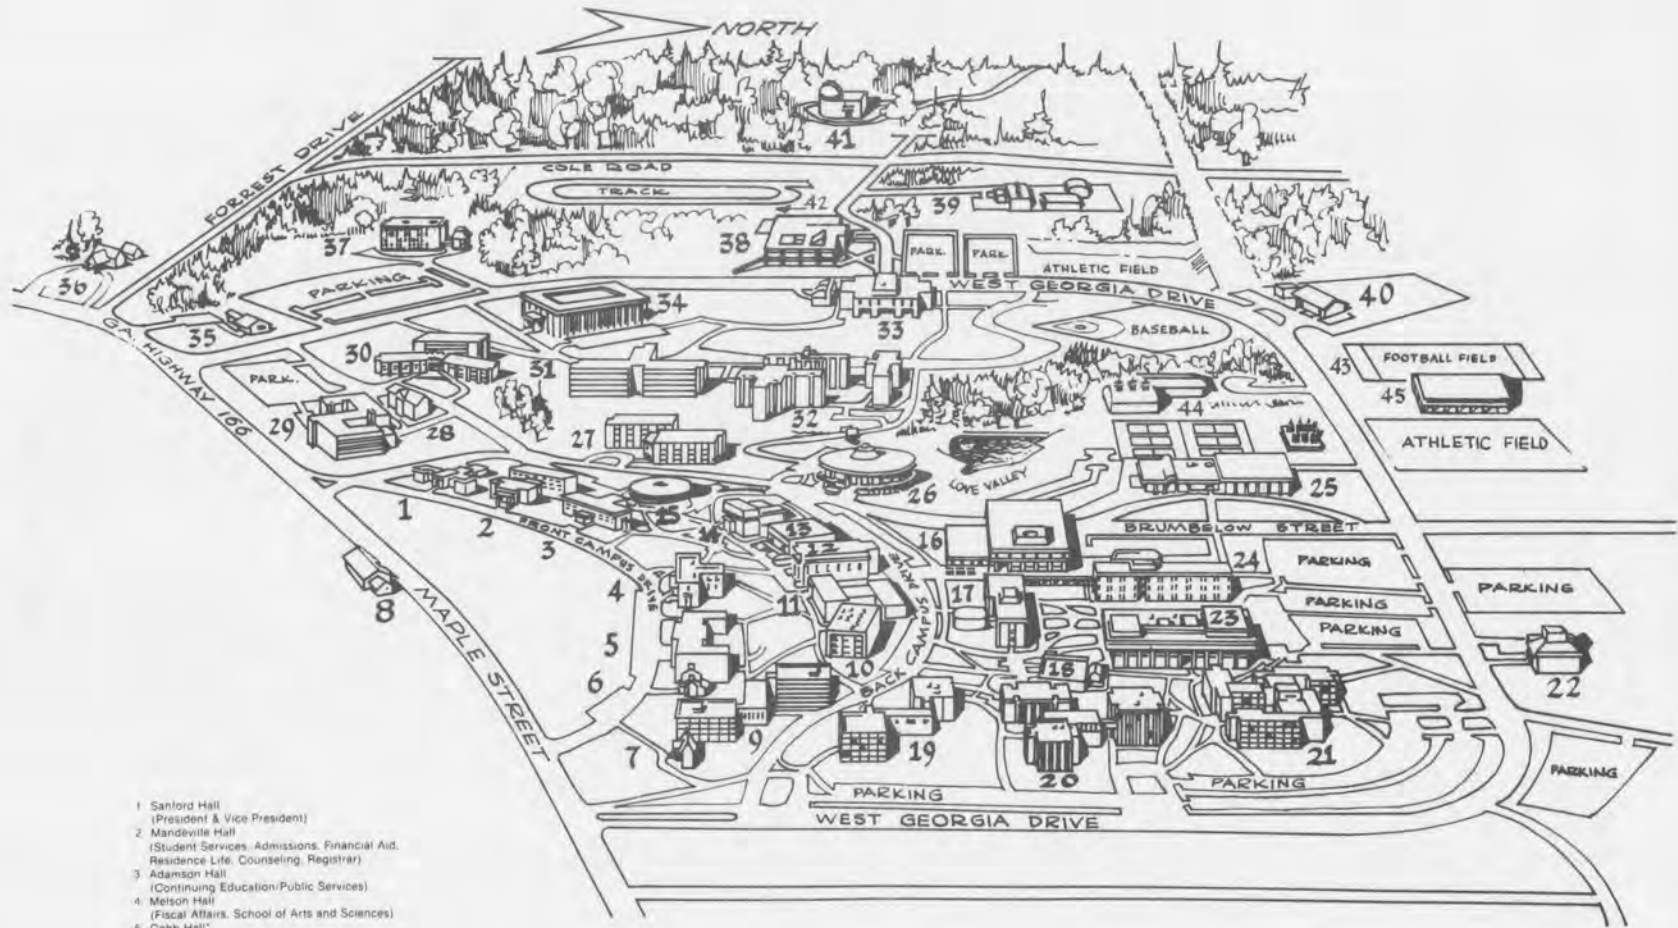 NORTH
FORREST DRIVE
41
COLE ROAD
TRACK
42
39
37
38
PARK.
PARK.
ATHLETIC FIELD
36
PARKING
WEST GEORGIA DRIVE
40
34
33
35
BASEBALL
GA. HIGHWAY 166
30
31
43
FOOTBALL FIELD
PARK.
45
44
32
29
28
27
ATHLETIC FIELD
LOVE VALLEY
26
25
1
2
15
FRONT CAMPUS DRIVE
3
14
13
16
BRUMBELOW STREET
12
24
PARKING
8
4
MAPLE STREET
11
17
PARKING
PARKING
23
PARKING
5
10
BACK CAMPUS DRIVE
18
6
22
7
9
19
20
21
PARKING
PARKING
PARKING
WEST GEORGIA DRIVE
1 Sanford Hall
(President & Vice President)
2 Mandeville Hall
(Student Services, Admissions, Financial Aid,
Residence Life, Counseling, Registrar)
3 Adamson Hall
(Continuing Education/Public Services)
4 Melson Hall
(Fiscal Affairs, School of Arts and Sciences)